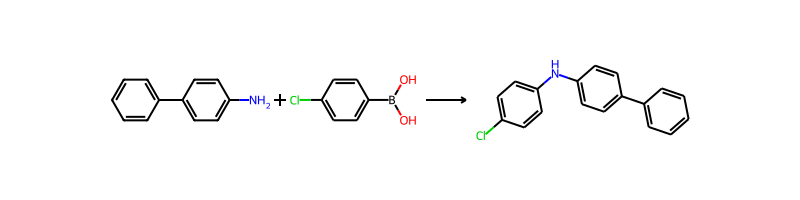 NH2 + Cl B OH OH
H N Cl